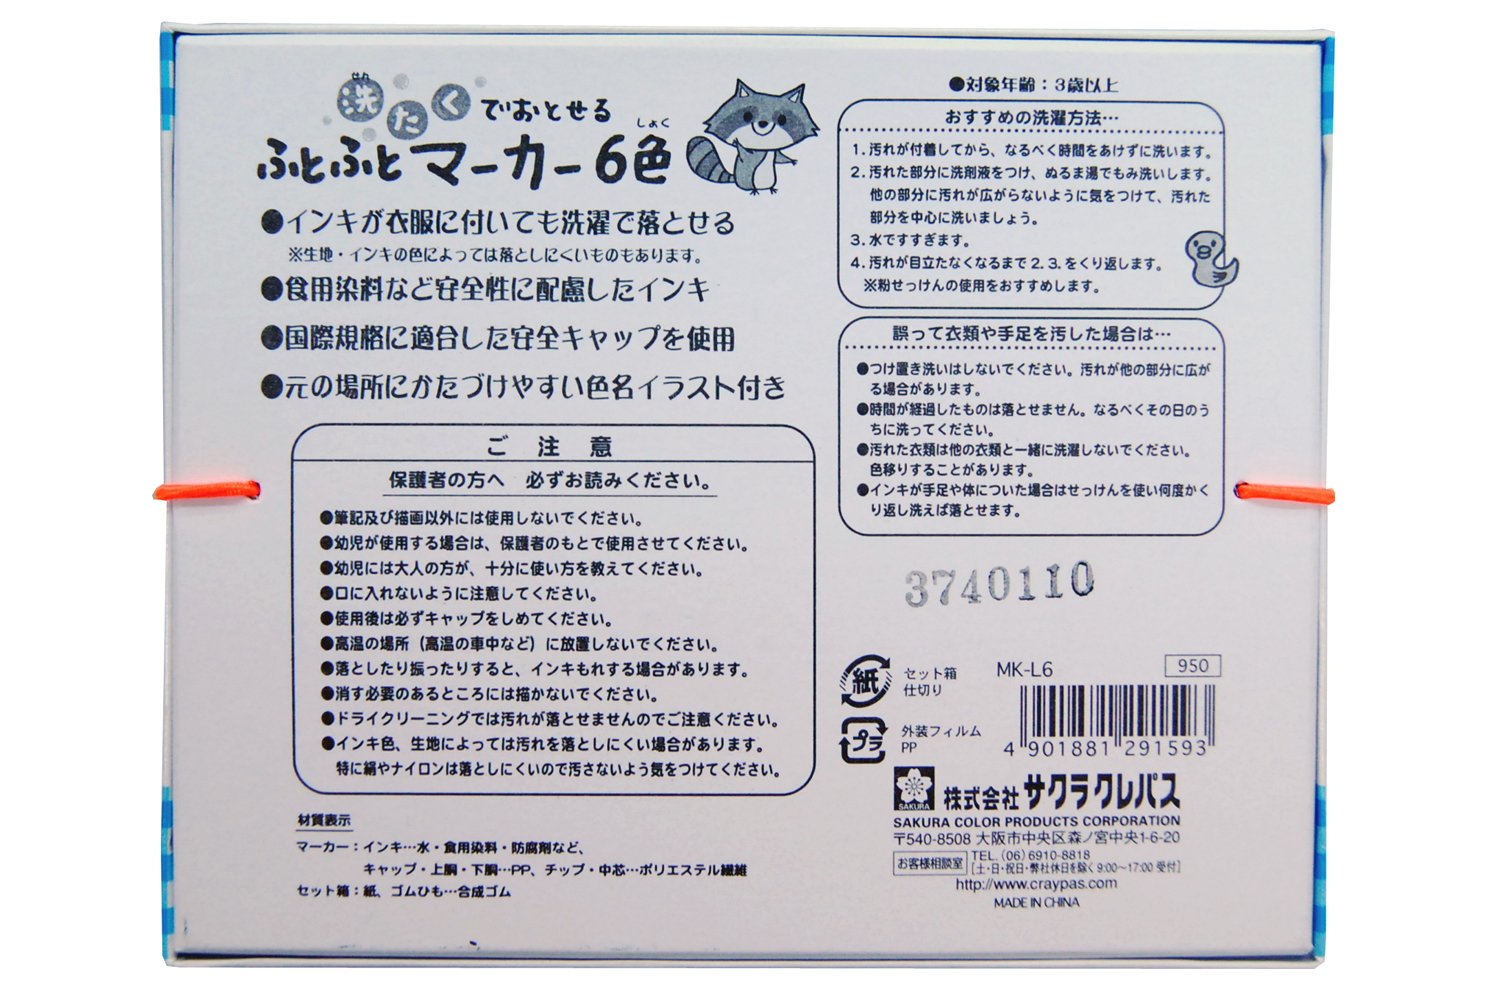 せん
洗たくでおとせる
しょく
ふとふとマーカー6色
●インキが衣服に付いても洗濯で落とせる
※生地・インキの色によっては落としにくいものもあります。
●食用染料など安全性に配慮したインキ
●国際規格に適合した安全キャップを使用
●元の場所にかたづけやすい色名イラスト付き
ご注意
保護者の方へ 必ずお読みください。
●筆記及び描画以外には使用しないでください。
●幼児が使用する場合は、保護者のもとで使用させてください。
●幼児には大人の方が、十分に使い方を教えてください。
●口に入れないように注意してください。
●使用後は必ずキャップをしめてください。
●高温の場所（高温の車中など）に放置しないでください。
●落としたり振ったりすると、インキもれする場合があります。
●消す必要のあるところには描かないでください。
●ドライクリーニングでは汚れが落とせませんのでご注意ください。
●インキ色、生地によっては汚れを落としにくい場合があります。
特に絹やナイロンは落としにくいので汚さないよう気をつけてください。
材質表示
マーカー：インキ…水・食用染料・防腐剤など、
キャップ・上胴・下胴…PP、チップ・中芯…ポリエステル繊維
セット箱：紙、ゴムひも…合成ゴム
●対象年齢：3歳以上
おすすめの洗濯方法…
1.汚れが付着してから、なるべく時間をあけずに洗います。
2.汚れた部分に洗剤液をつけ、ぬるま湯でもみ洗いします。
他の部分に汚れが広がらないように気をつけて、汚れた
部分を中心に洗いましょう。
3.水ですすぎます。
4.汚れが目立たなくなるまで2.3.をくり返します。
※粉せっけんの使用をおすすめします。
誤って衣類や手足を汚した場合は…
●つけ置き洗いはしないでください。汚れが他の部分に広が
る場合があります。
●時間が経過したものは落とせません。なるべくその日のう
ちに洗ってください。
●汚れた衣類は他の衣類と一緒に洗濯しないでください。
色移りすることがあります。
●インキが手足や体についた場合はせっけんを使い何度かく
り返し洗えば落とせます。
3740110
紙 セット箱
仕切り
MK-L6 950
プラ 外装フィルム
PP
4 901881 291593
SAKURA 株式会社サクラクレパス
SAKURA COLOR PRODUCTS CORPORATION
〒540-8508 大阪市中央区森ノ宮中央1-6-20
お客様相談室 TEL.(06)6910-8818
[土・日・祝日・弊社休日を除く9:00〜17:00 受付]
http://www.craypas.com
MADE IN CHINA